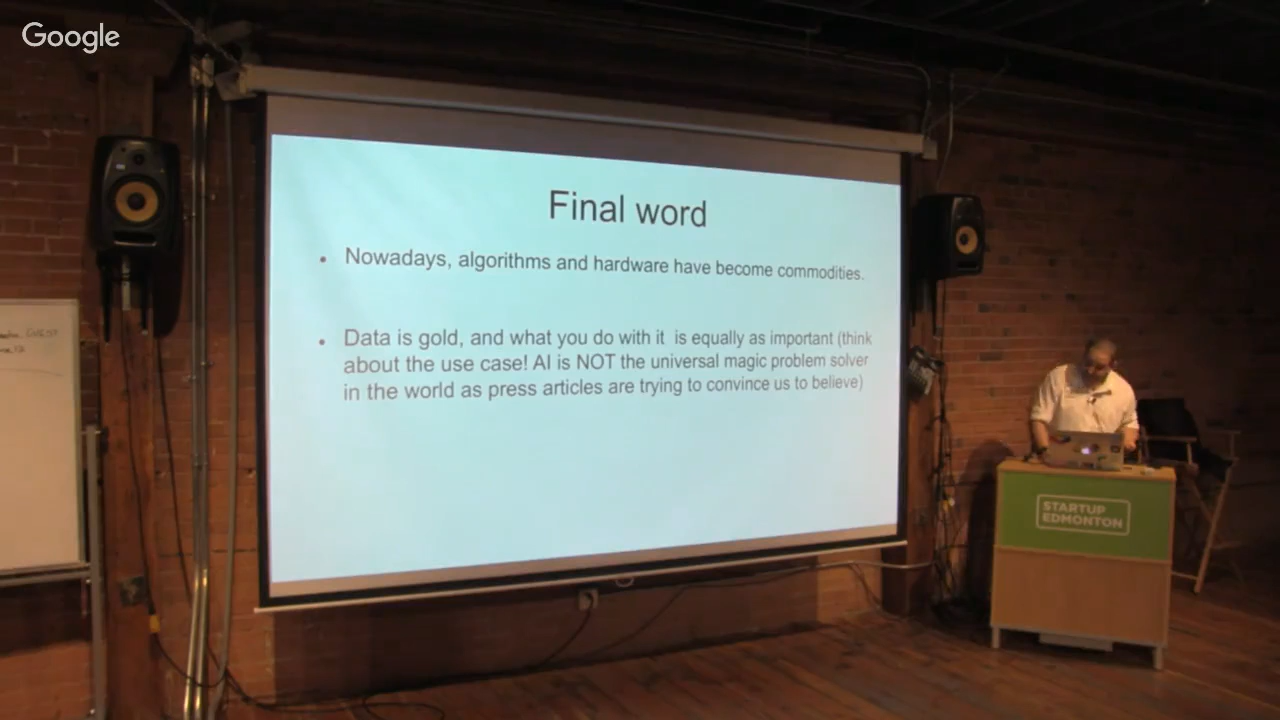 Google
Final word
Nowadays, algorithms and hardware have become commodities.
Data is gold, and what you do with it is equally as important (think
about the use case! AI is NOT the universal magic problem solver
in the world as press articles are trying to convince us to believe)
STARTUP
EDMONTON